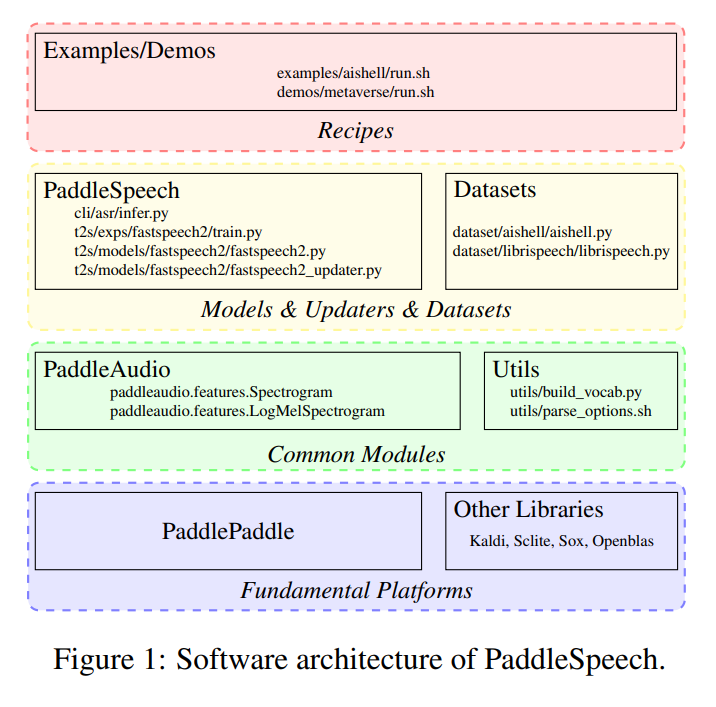 Examples/Demos
examples/aishell/run.sh
demos/metaverse/run.sh
Recipes
PaddleSpeech
cli/asr/infer.py
t2s/exps/fastspeech2/train.py
t2s/models/fastspeech2/fastspeech2.py
t2s/models/fastspeech2/fastspeech2_updater.py
Datasets
dataset/aishell/aishell.py
dataset/librispeech/librispeech.py
Models & Updaters & Datasets
PaddleAudio
paddleaudio.features.Spectrogram
paddleaudio.features.LogMelSpectrogram
Utils
utils/build_vocab.py
utils/parse_options.sh
Common Modules
PaddlePaddle
Other Libraries
Kaldi, Sclite, Sox, Openblas
Fundamental Platforms
Figure 1: Software architecture of PaddleSpeech.